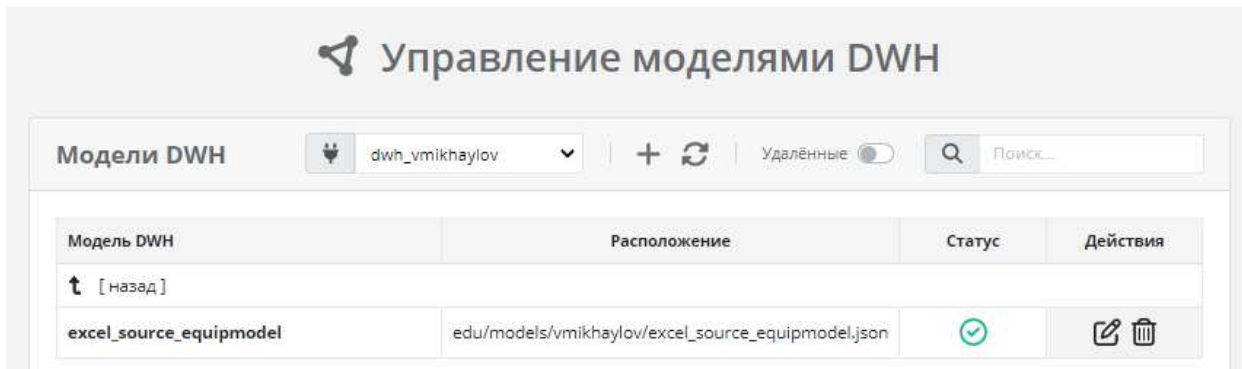 Управление моделями DWH
Модели DWH dwh_vmikhaylov Удалённые Поиск...
Модель DWH Расположение Статус Действия
[ назад ]
excel_source_equipmodel edu/models/vmikhaylov/excel_source_equipmodel.json